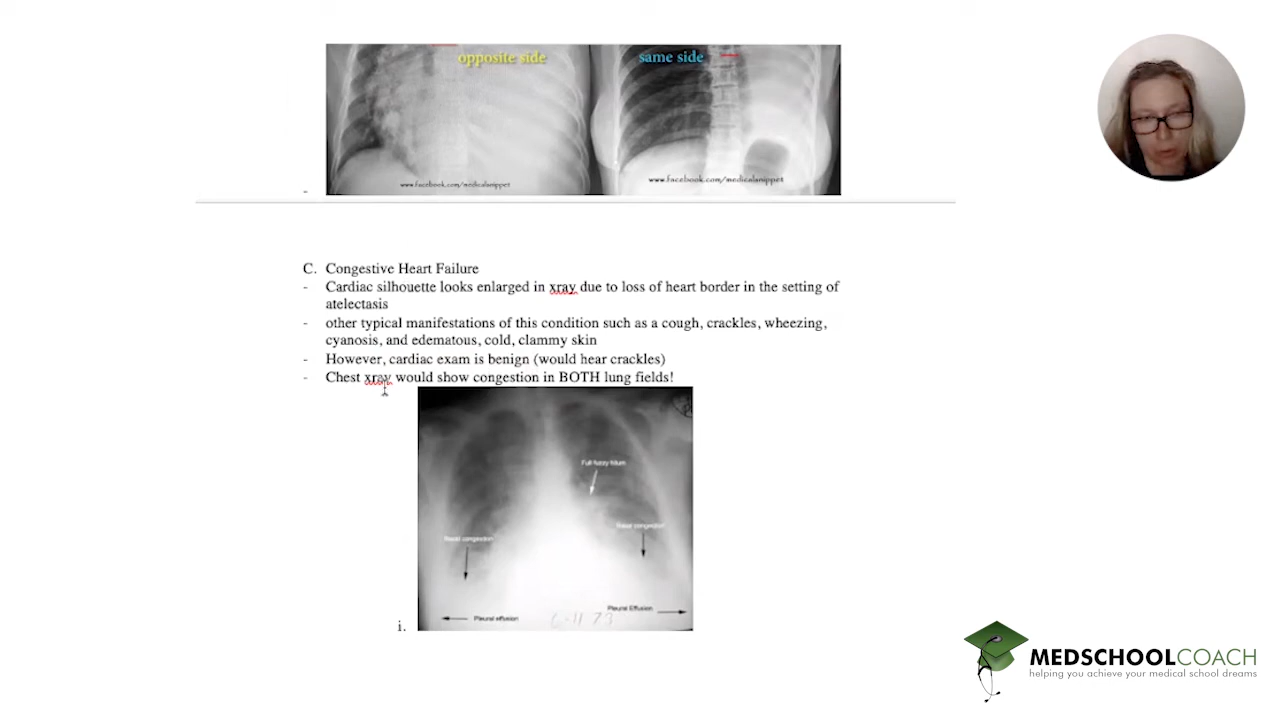 opposite side
same side
www.facebook.com/medicalsnippet
www.facebook.com/medicalsnippet
-
C. Congestive Heart Failure
- Cardiac silhouette looks enlarged in xray due to loss of heart border in the setting of
atelectasis
- other typical manifestations of this condition such as a cough, crackles, wheezing,
cyanosis, and edematous, cold, clammy skin
- However, cardiac exam is benign (would hear crackles)
- Chest xray would show congestion in BOTH lung fields!
Full fuzzy hilum
Basal congestion
Basal congestion
Pleural Effusion
Pleural effusion
i.
MEDSCHOOLCOACH
helping you achieve your medical school dreams